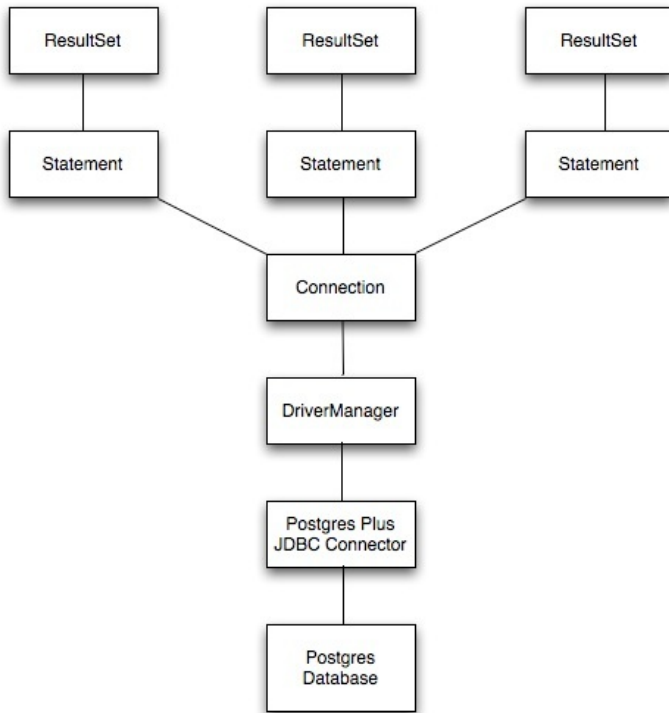 ResultSet
ResultSet
ResultSet
Statement
Statement
Statement
Connection
DriverManager
Postgres Plus
JDBC Connector
Postgres
Database